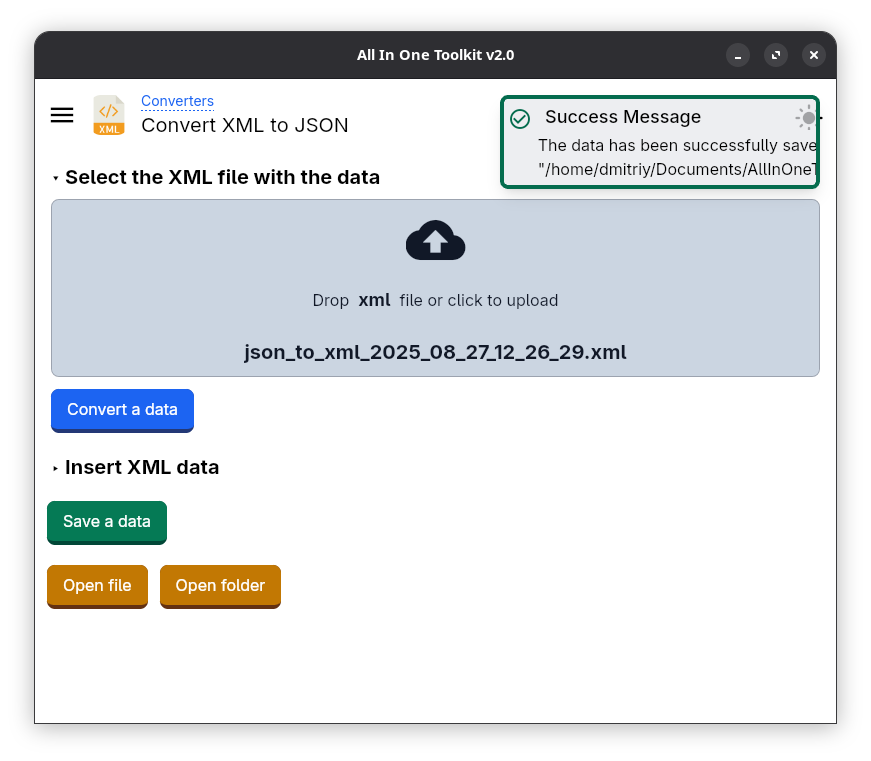 All In One Toolkit v2.0
XML
Converters
Convert XML to JSON
Success Message
The data has been successfully save
"/home/dmitriy/Documents/AllInOneT
Select the XML file with the data
Drop xml file or click to upload
json_to_xml_2025_08_27_12_26_29.xml
Convert a data
Insert XML data
Save a data
Open file
Open folder